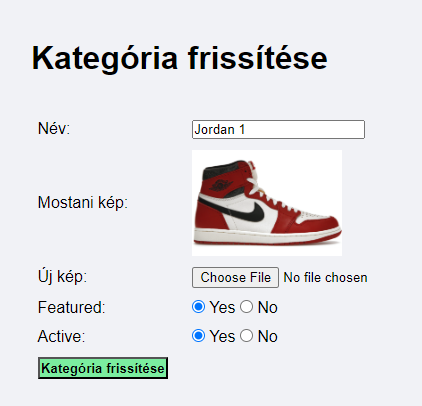 Kategória frissítése
Név: Jordan 1
Mostani kép:
Új kép: Choose File No file chosen
Featured: Yes No
Active: Yes No
Kategória frissítése